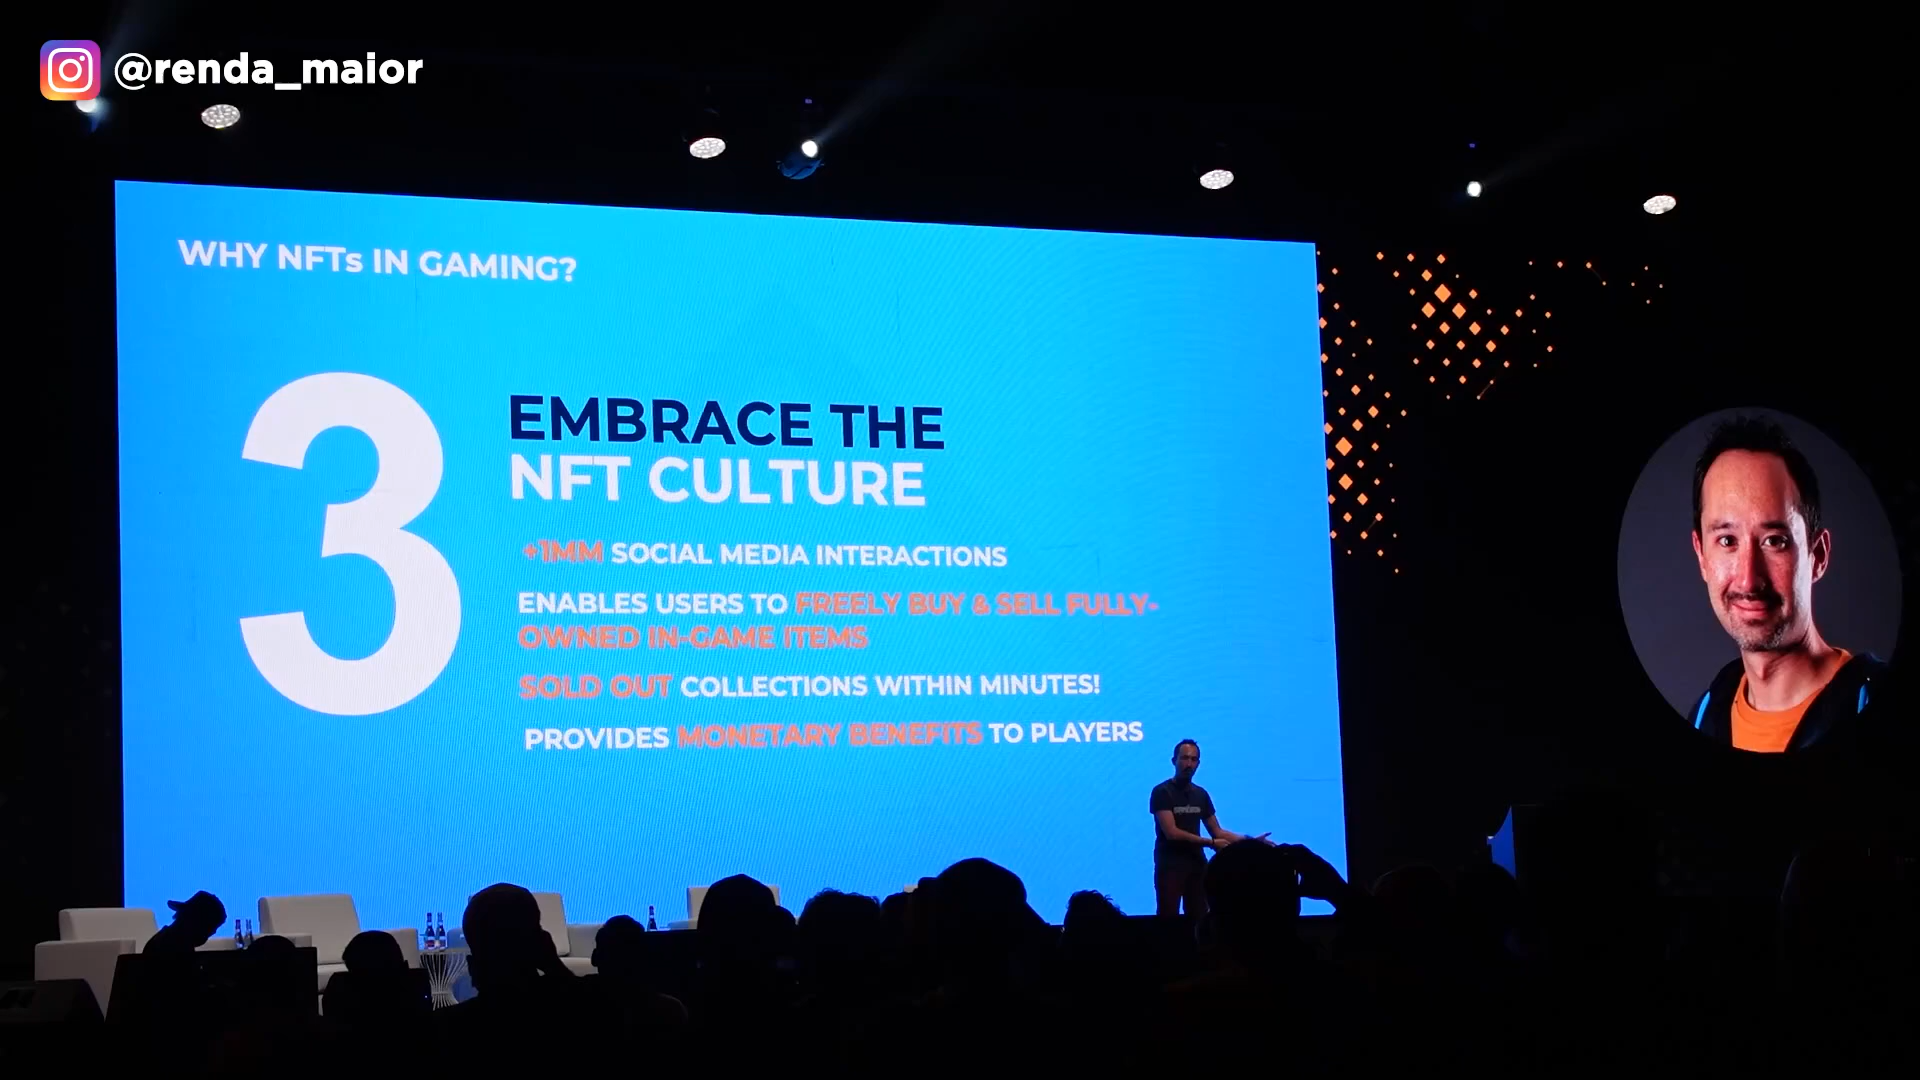 @renda_maior
WHY NFTs IN GAMING?
3
EMBRACE THE
NFT CULTURE
+1MM SOCIAL MEDIA INTERACTIONS
ENABLES USERS TO FREELY BUY & SELL FULLY-
OWNED IN-GAME ITEMS
SOLD OUT COLLECTIONS WITHIN MINUTES!
PROVIDES MONETARY BENEFITS TO PLAYERS